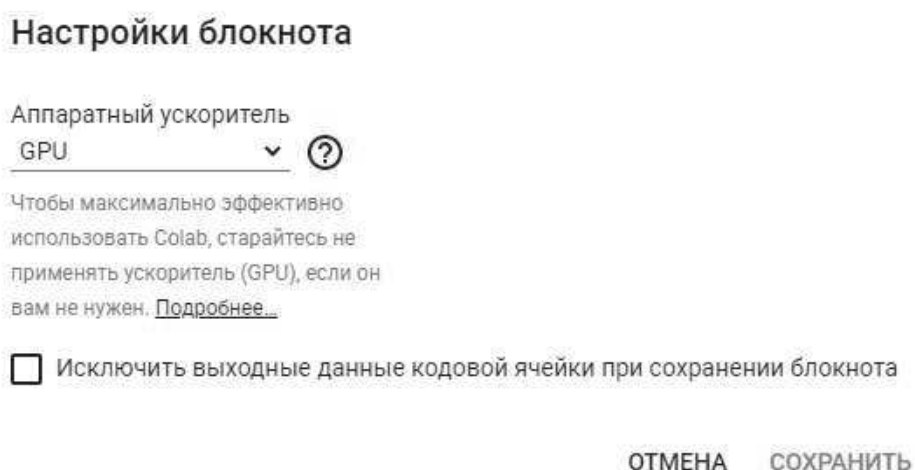 Настройки блокнота
Аппаратный ускоритель
GPU
Чтобы максимально эффективно
использовать Colab, старайтесь не
применять ускоритель (GPU), если он
вам не нужен. Подробнее...
Исключить выходные данные кодовой ячейки при сохранении блокнота
ОТМЕНА СОХРАНИТЬ